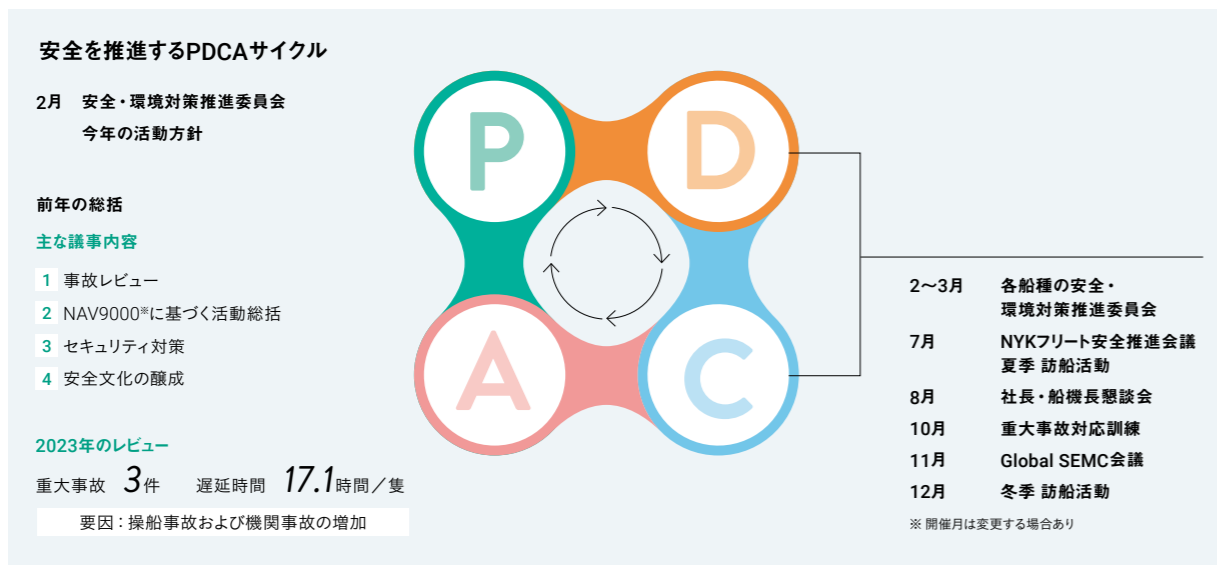 安全を推進するPDCAサイクル
2月 安全・環境対策推進委員会
今年の活動方針
前年の総括
主な議事内容
1 事故レビュー
2 NAV9000※に基づく活動総括
3 セキュリティ対策
4 安全文化の醸成
2023年のレビュー
重大事故 3件 遅延時間 17.1時間／隻
要因：操船事故および機関事故の増加
P
D
A
C
2〜3月 各船種の安全・
環境対策推進委員会
7月 NYKフリート安全推進会議
夏季 訪船活動
8月 社長・船機長懇談会
10月 重大事故対応訓練
11月 Global SEMC会議
12月 冬季 訪船活動
※ 開催月は変更する場合あり